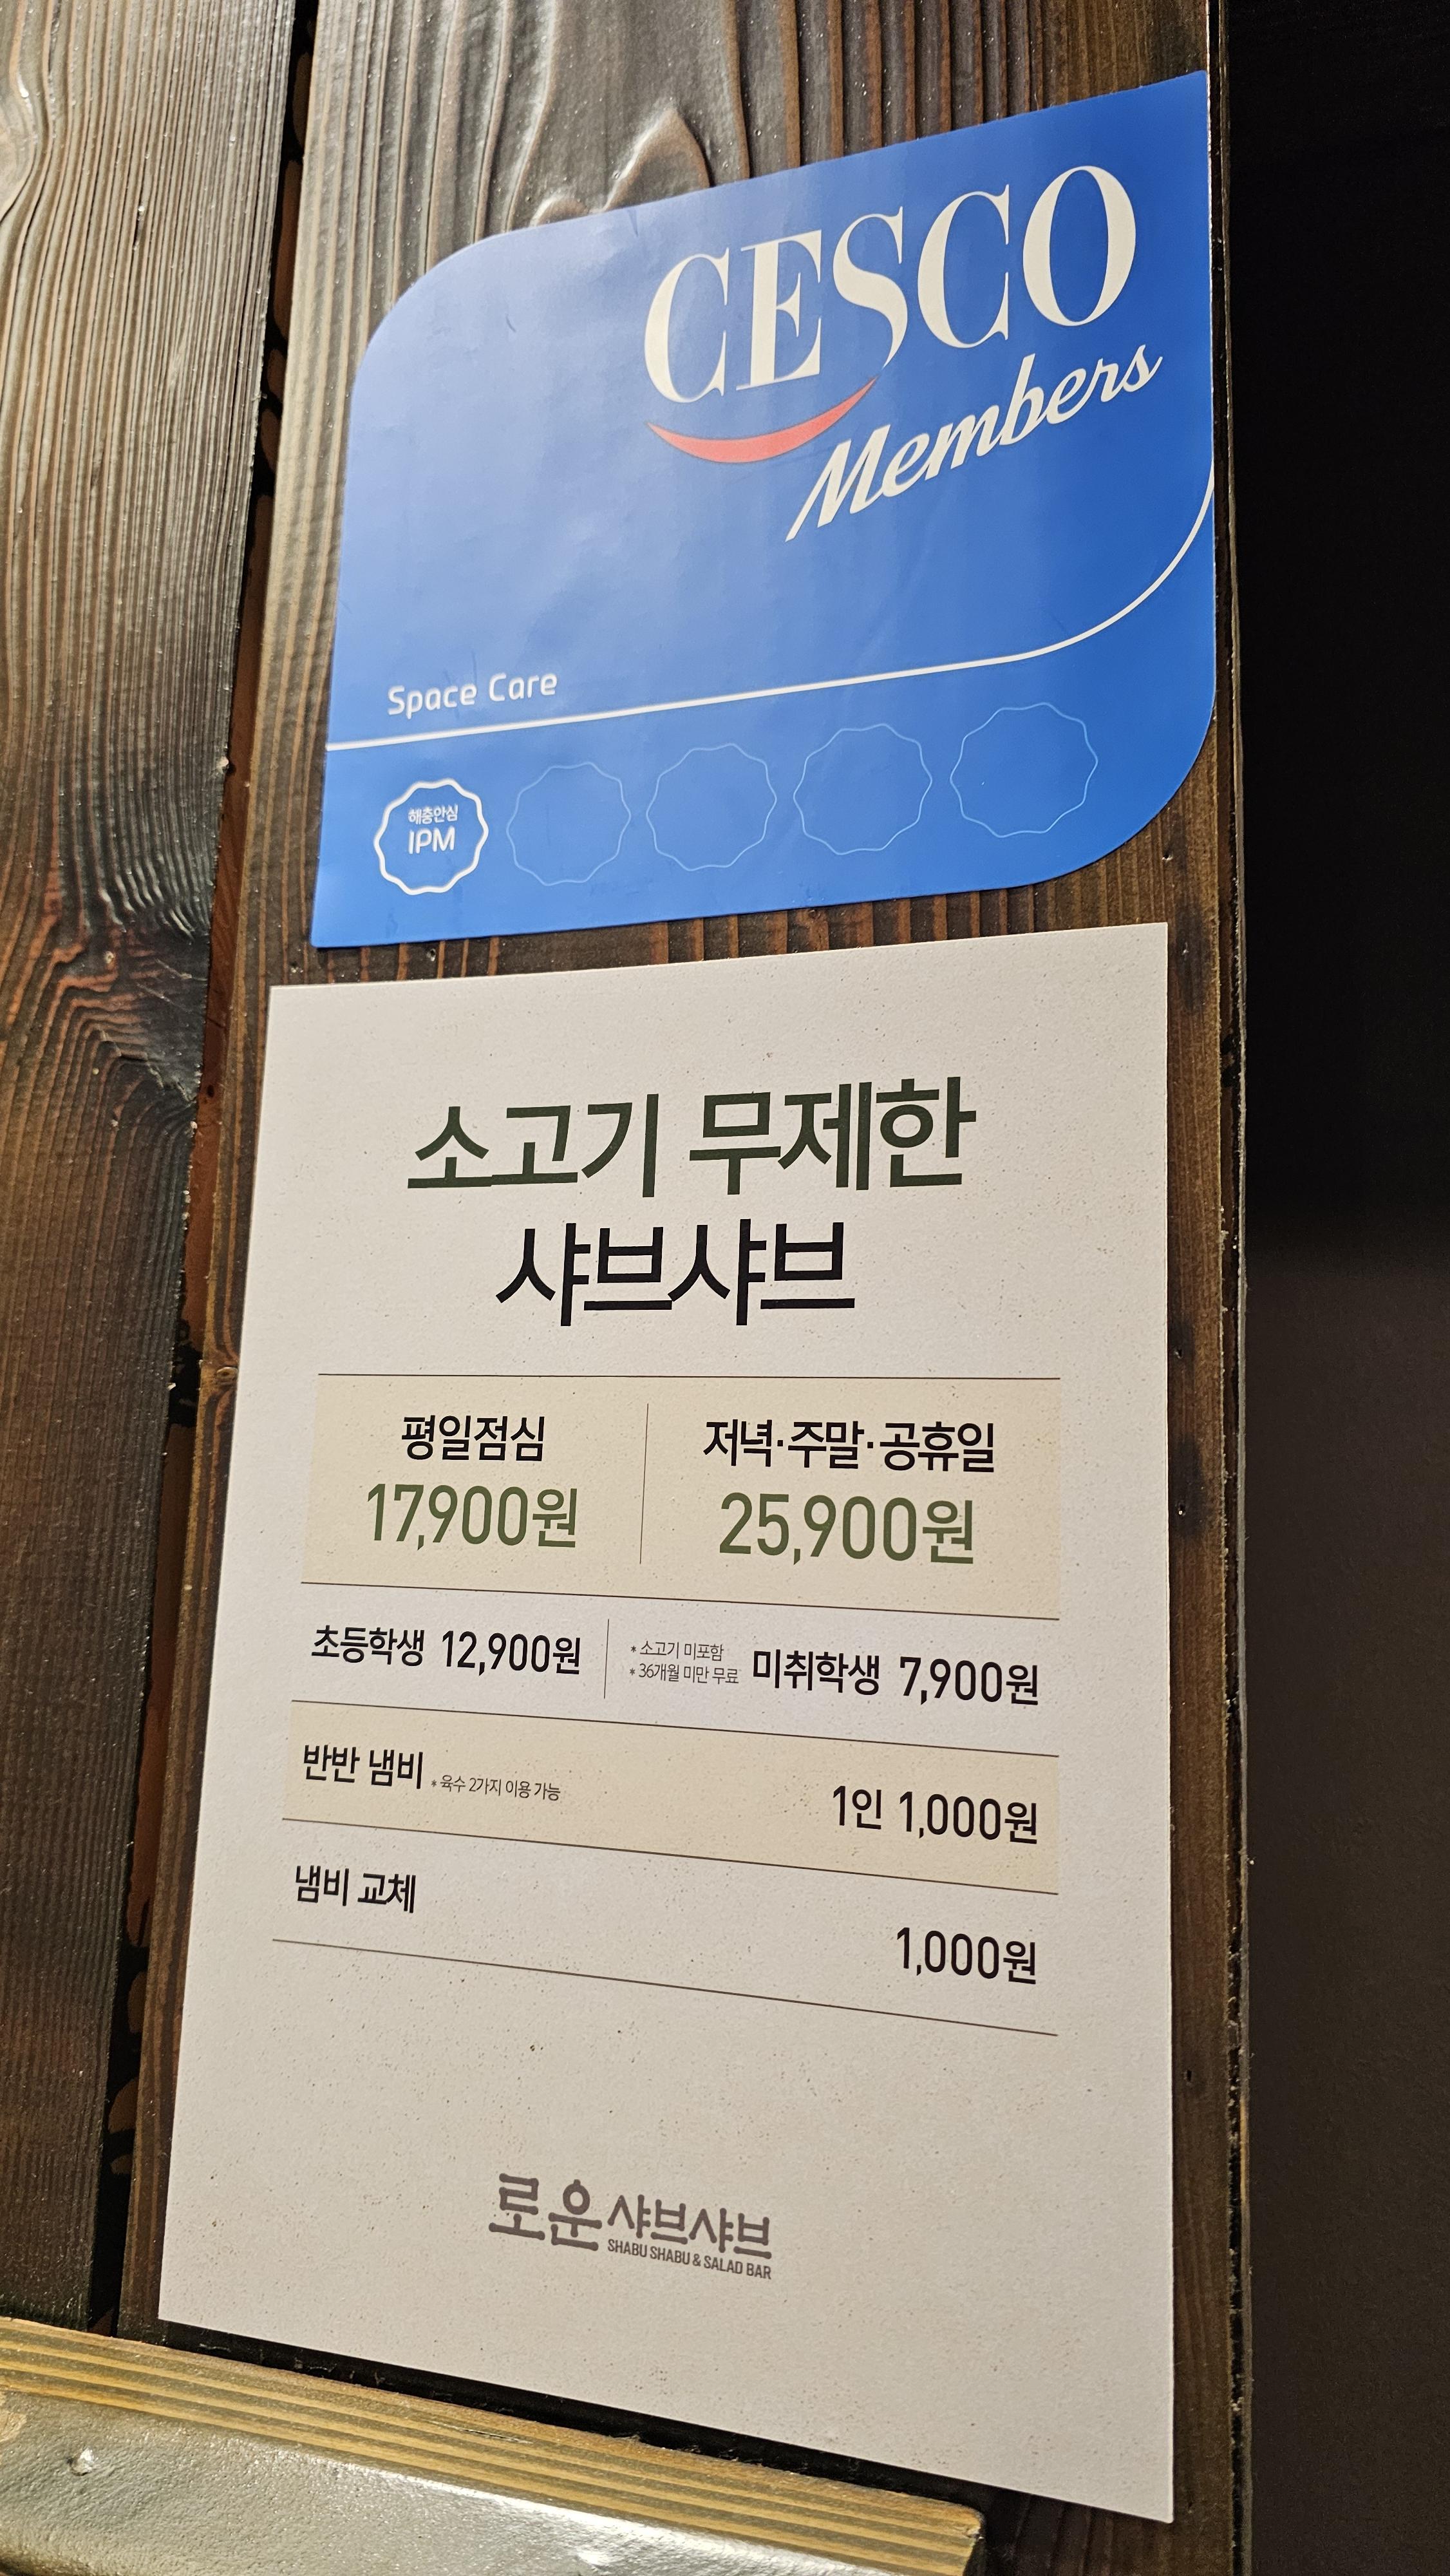 CESCO
Members
Space Care
해충안심
IPM
소고기 무제한
샤브샤브
평일점심
17,900원
저녁·주말·공휴일
25,900원
초등학생 12,900원
* 소고기 미포함
* 36개월 미만 무료
미취학생 7,900원
반반 냄비 * 육수 2가지 이용 가능
1인 1,000원
냄비 교체
1,000원
로운 샤브샤브
SHABU SHABU & SALAD BAR